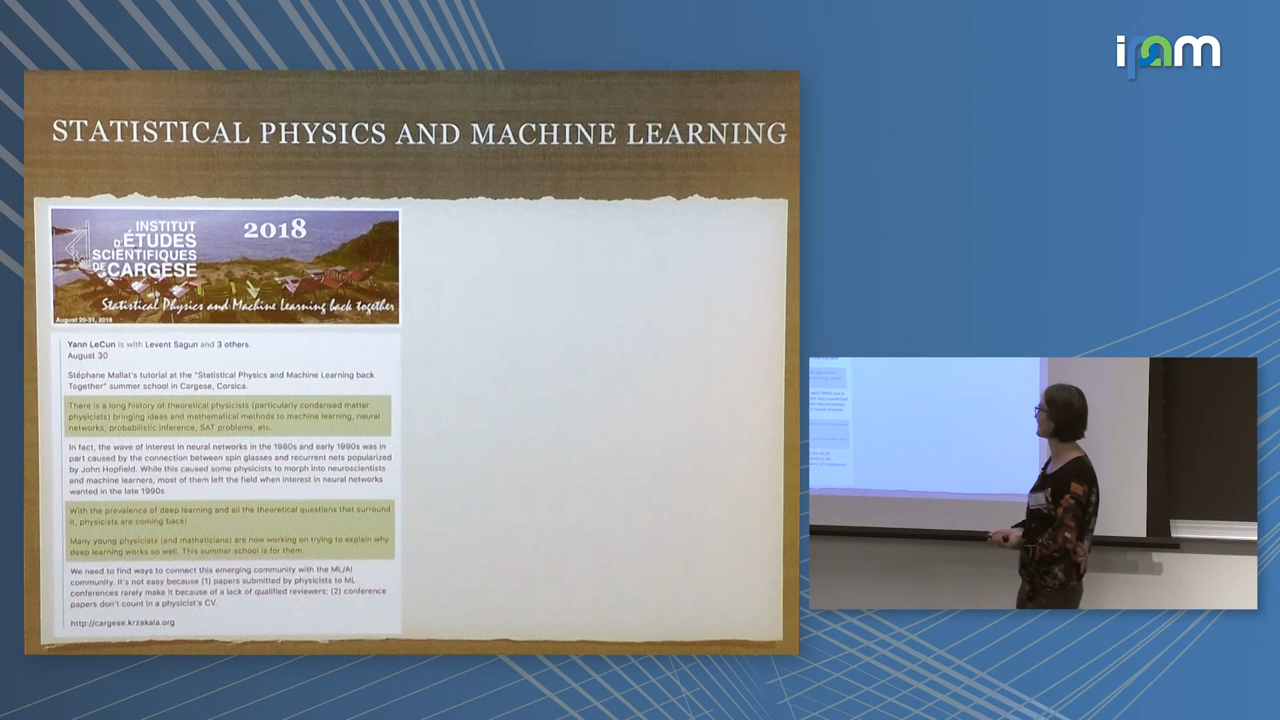 ipam
STATISTICAL PHYSICS AND MACHINE LEARNING
INSTITUT
D'ÉTUDES
SCIENTIFIQUES
DE CARGÈSE
2018
Statistical Physics and Machine Learning back together
August 20-31, 2018
Yann LeCun is with Levent Sagun and 3 others.
August 30
Stéphane Mallat's tutorial at the "Statistical Physics and Machine Learning back
Together" summer school in Cargese, Corsica.
There is a long history of theoretical physicists (particularly condensed matter
physicists) bringing ideas and mathematical methods to machine learning, neural
networks, probabilistic inference, SAT problems, etc.
In fact, the wave of interest in neural networks in the 1980s and early 1990s was in
part caused by the connection between spin glasses and recurrent nets popularized
by John Hopfield. While this caused some physicists to morph into neuroscientists
and machine learners, most of them left the field when interest in neural networks
wanted in the late 1990s
With the prevalence of deep learning and all the theoretical questions that surround
it, physicists are coming back!
Many young physicists (and mathaticians) are now working on trying to explain why
deep learning works so well. This summer school is for them.
We need to find ways to connect this emerging community with the ML/AI
community. It's not easy because (1) papers submitted by physicists to ML
conferences rarely make it because of a lack of qualified reviewers; (2) conference
papers don't count in a physicist's CV.
http://cargese.krzakala.org